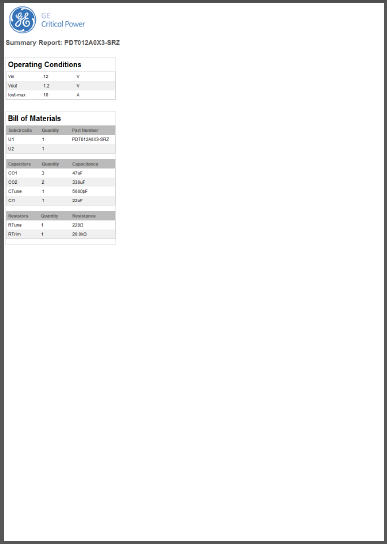 GE
Critical Power
Summary Report: PDT012A0X3-SRZ
Operating Conditions
Vin 12 V
Vout 1.2 V
Iout-max 10 A
Bill of Materials
Subcircuits Quantity Part Number
U1 1 PDT012A0X3-SRZ
U2 1
Capacitors Quantity Capacitance
CO1 3 47uF
CO2 2 330uF
CTune 1 5600pF
CI1 1 22uF
Resistors Quantity Resistance
RTune 1 220Ω
RTrim 1